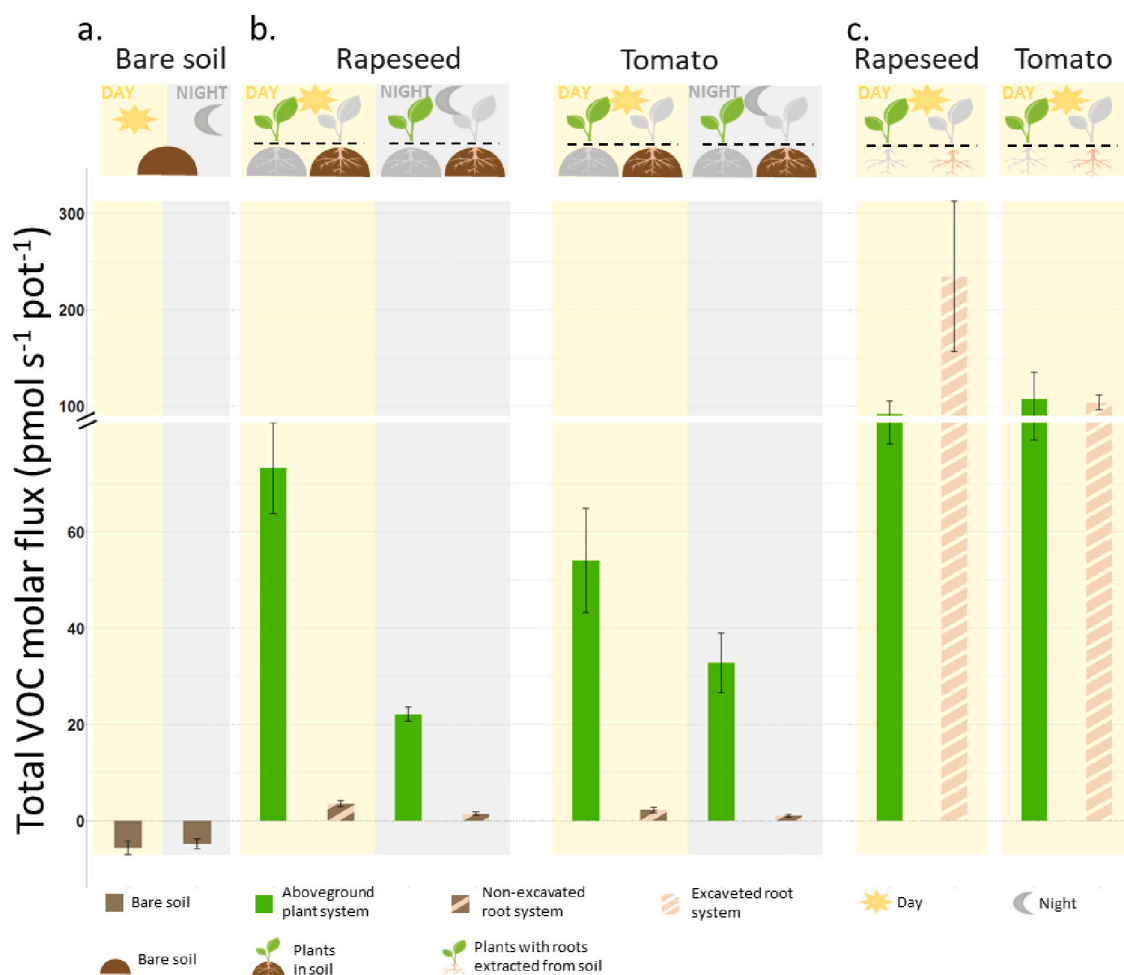 a.
b.
c.
Bare soil
Rapeseed
Tomato
Rapeseed
Tomato
DAY
NIGHT
DAY
NIGHT
DAY
NIGHT
DAY
DAY
Total VOC molar flux (pmol s⁻¹ pot⁻¹)
300
200
100
60
40
20
0
Bare soil
Aboveground
plant system
Non-excavated
root system
Excaveted root
system
Day
Night
Bare soil
Plants
in soil
Plants with roots
extracted from soil